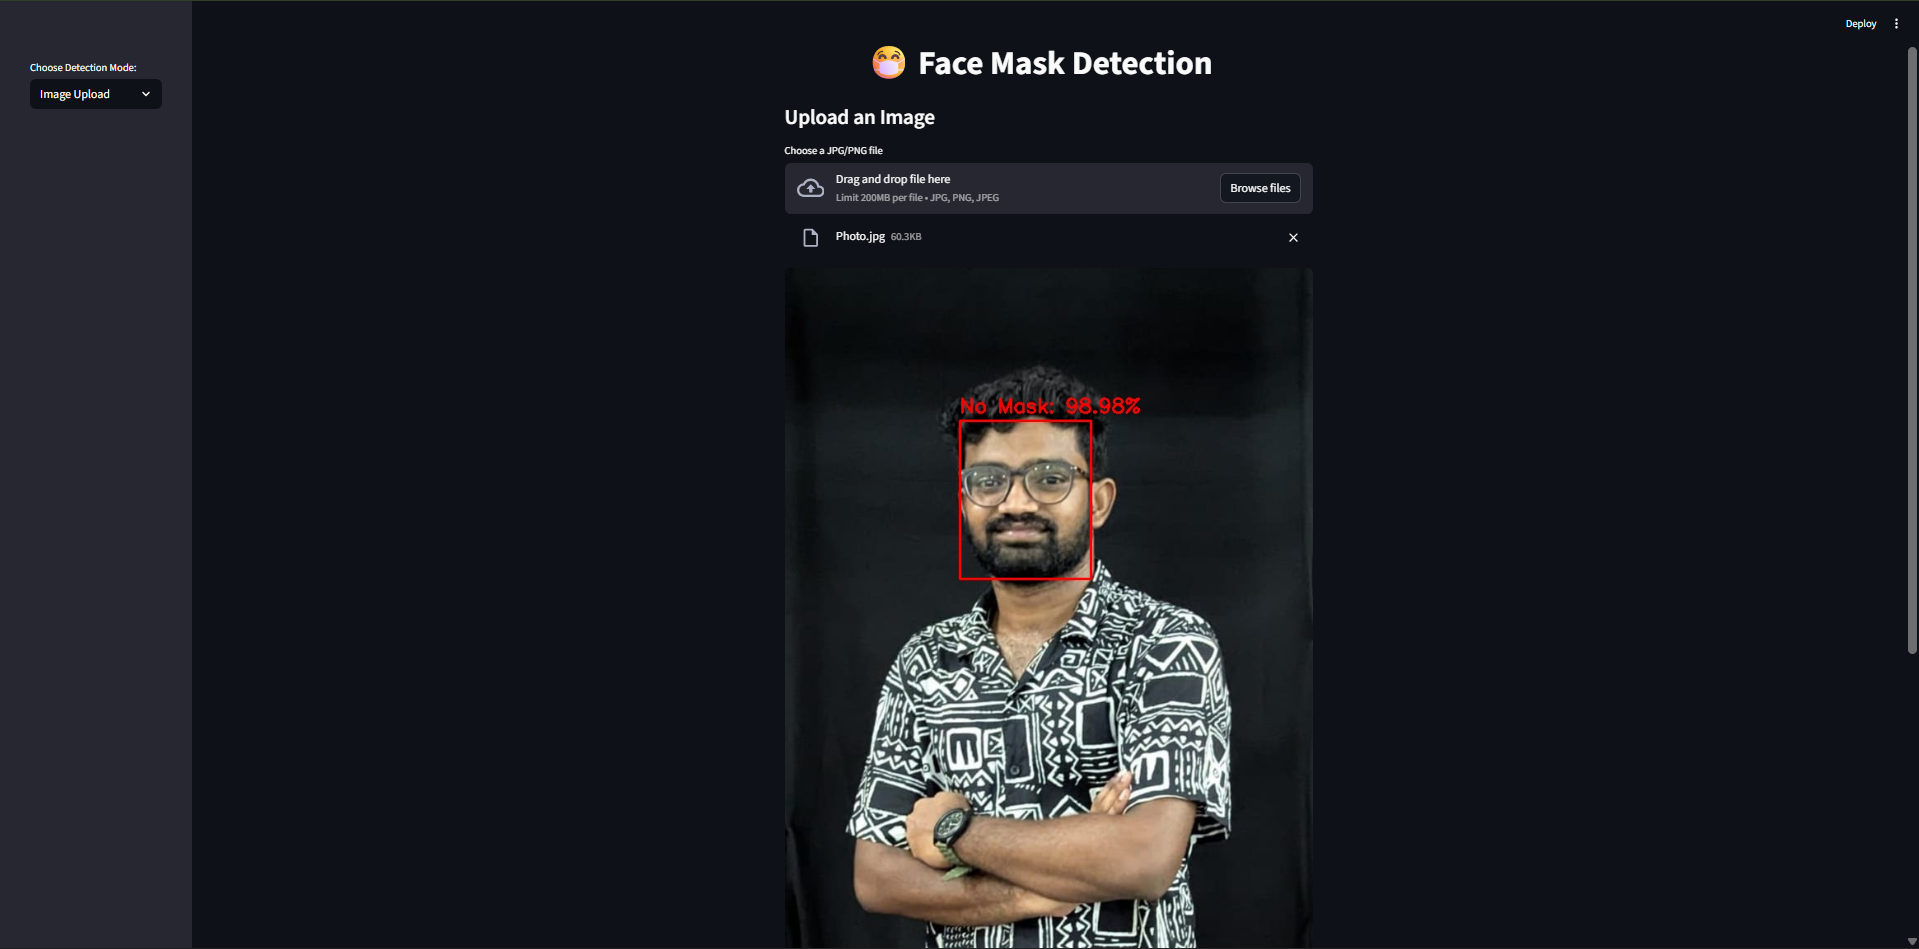 Deploy
Choose Detection Mode:
Image Upload
😷 Face Mask Detection
Upload an Image
Choose a JPG/PNG file
Drag and drop file here
Limit 200MB per file • JPG, PNG, JPEG
Browse files
Photo.jpg 60.3KB
No Mask: 98.98%